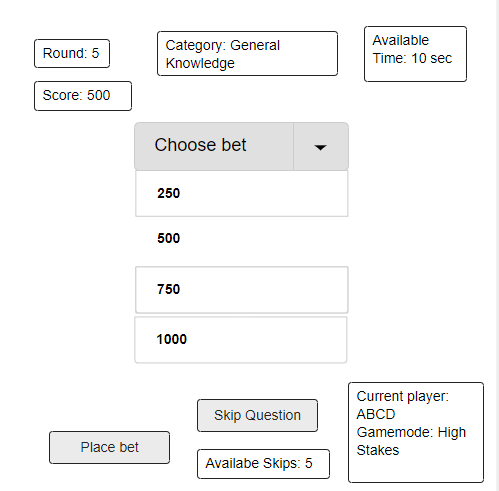 Round: 5
Category: General
Knowledge
Available
Time: 10 sec
Score: 500
Choose bet
250
500
750
1000
Skip Question
Current player:
ABCD
Gamemode: High
Stakes
Place bet
Availabe Skips: 5